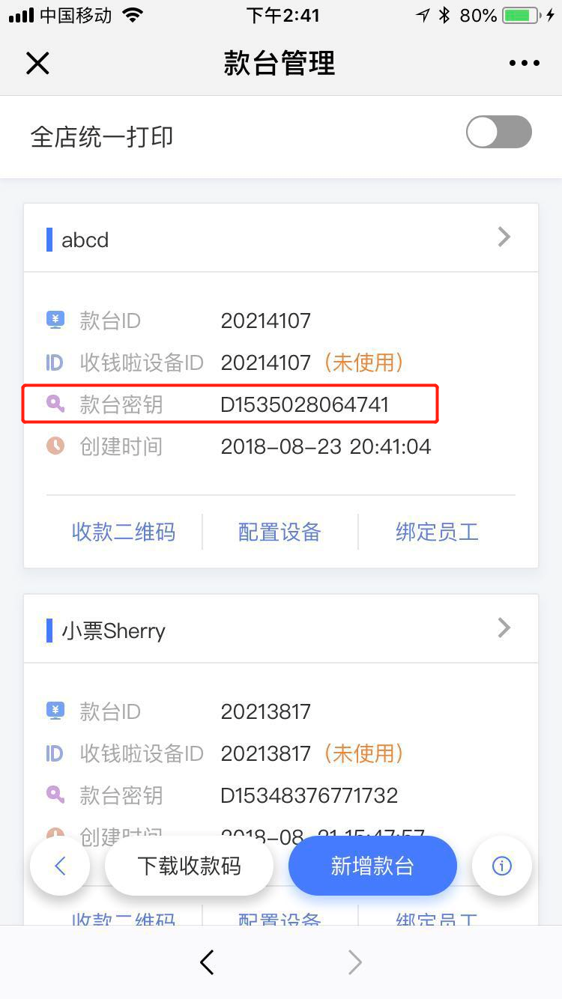 中国移动 下午2:41 80%
款台管理
全店统一打印
abcd
款台ID 20214107
ID 收钱啦设备ID 20214107（未使用）
款台密钥 D1535028064741
创建时间 2018-08-23 20:41:04
收款二维码 配置设备 绑定员工
小票Sherry
款台ID 20213817
ID 收钱啦设备ID 20213817（未使用）
款台密钥 D15348376771732
创建时间 2018-08-21 15:47:57
下载收款码 新增款台
收款二维码 配置设备 绑定员工